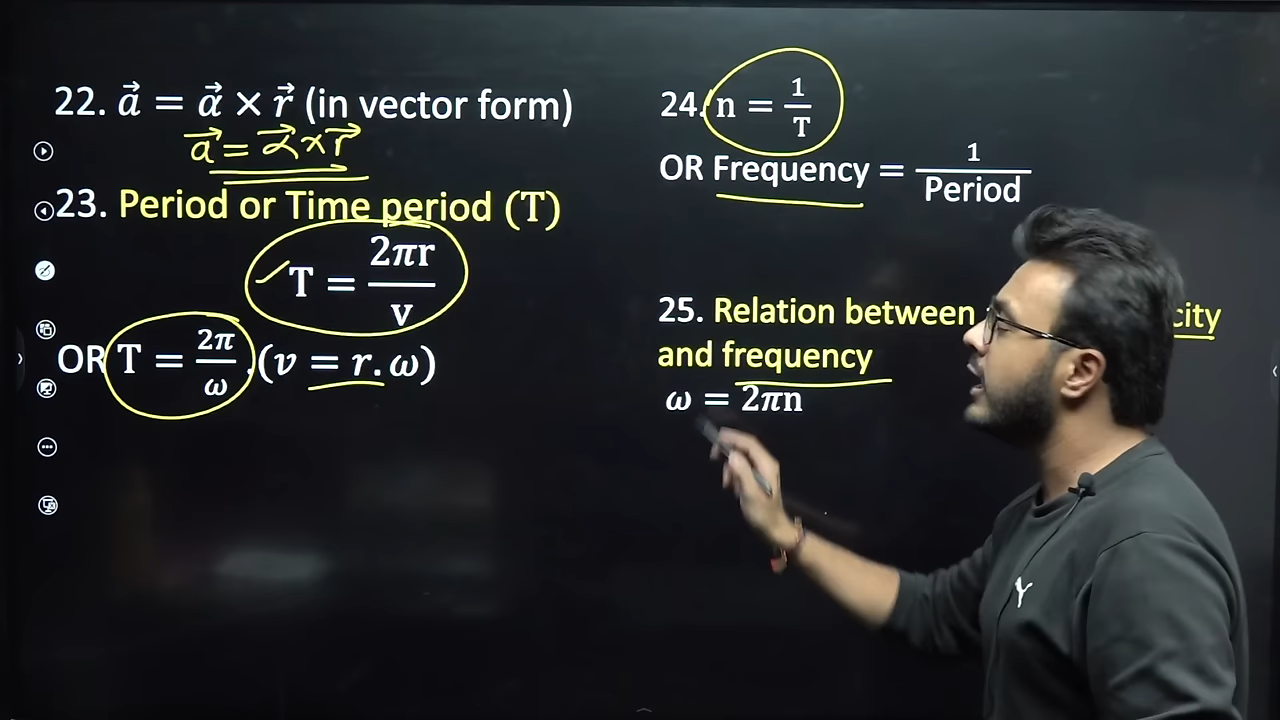 22. a⃗ = α⃗ × r⃗ (in vector form)
a⃗ = α⃗ × r⃗
23. Period or Time period (T)
✓ T = 2πr / v
OR T = 2π / ω .(v = r.ω)
24. n = 1 / T
OR Frequency = 1 / Period
25. Relation between
and frequency
ω = 2πn